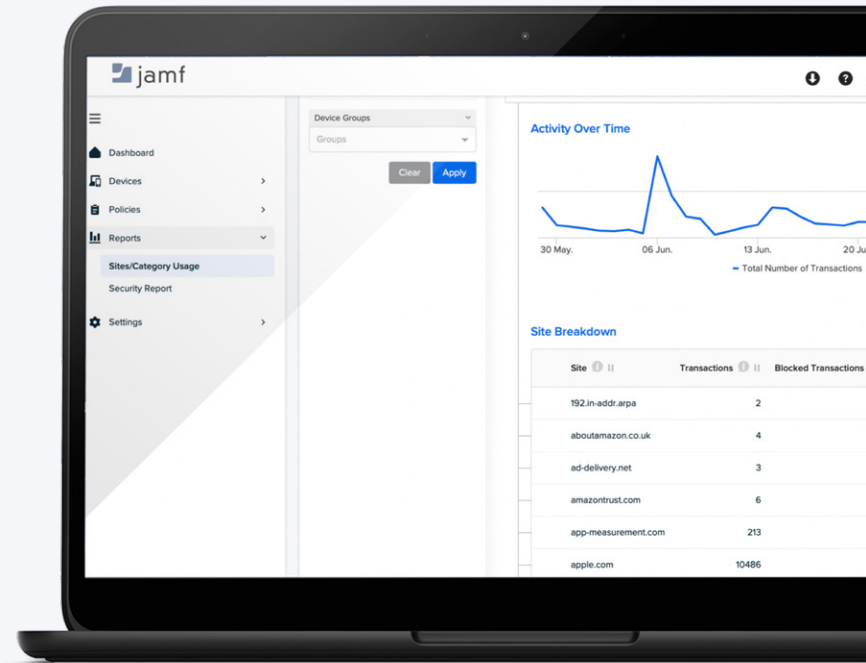 jamf
Dashboard
Devices
Policies
Reports
Sites/Category Usage
Security Report
Settings
Device Groups
Groups
Clear Apply
Activity Over Time
30 May. 06 Jun. 13 Jun. 20
Total Number of Transactions
Site Breakdown
Site Transactions Blocked Transactions
192.in-addr.arpa 2
aboutamazon.co.uk 4
ad-delivery.net 3
amazontrust.com 6
app-measurement.com 213
apple.com 10486